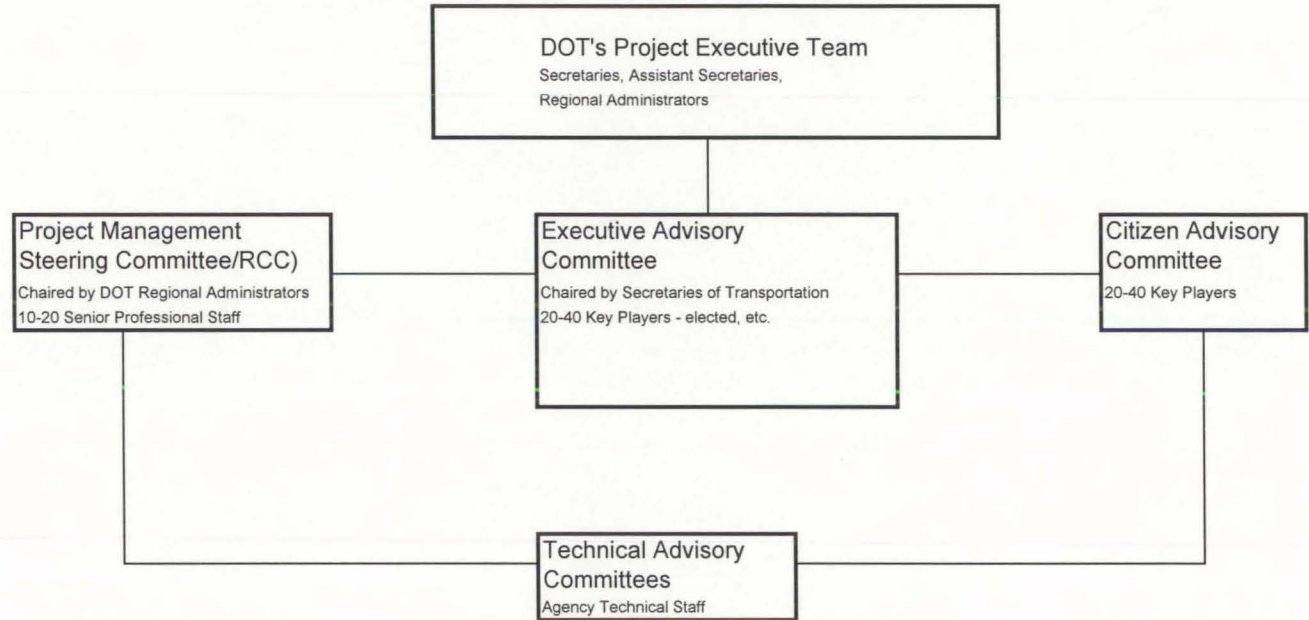 DOT's Project Executive Team
Secretaries, Assistant Secretaries,
Regional Administrators
Project Management
Steering Committee/RCC)
Chaired by DOT Regional Administrators
10-20 Senior Professional Staff
Executive Advisory
Committee
Chaired by Secretaries of Transportation
20-40 Key Players - elected, etc.
Citizen Advisory
Committee
20-40 Key Players
Technical Advisory
Committees
Agency Technical Staff